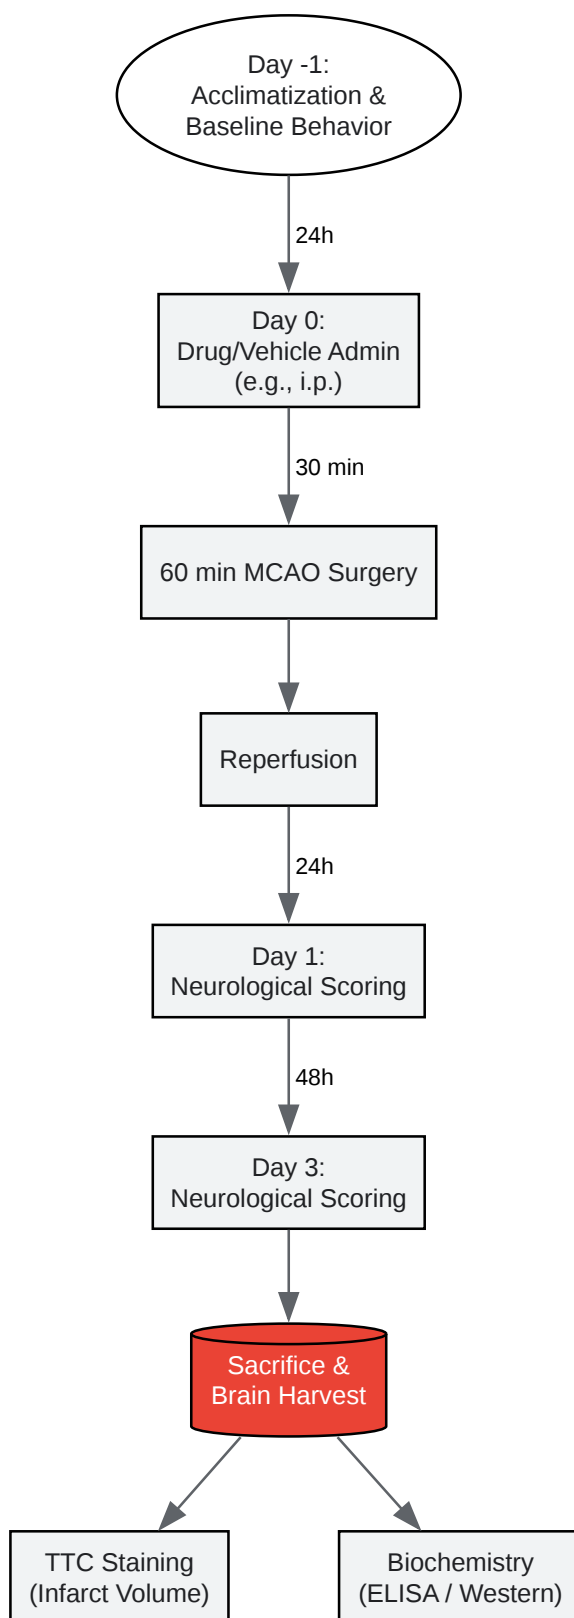 Day -1:
Acclimatization &
Baseline Behavior
24h
Day 0:
Drug/Vehicle Admin
(e.g., i.p.)
30 min
60 min MCAO Surgery
Reperfusion
24h
Day 1:
Neurological Scoring
48h
Day 3:
Neurological Scoring
Sacrifice &
Brain Harvest
TTC Staining
(Infarct Volume)
Biochemistry
(ELISA / Western)